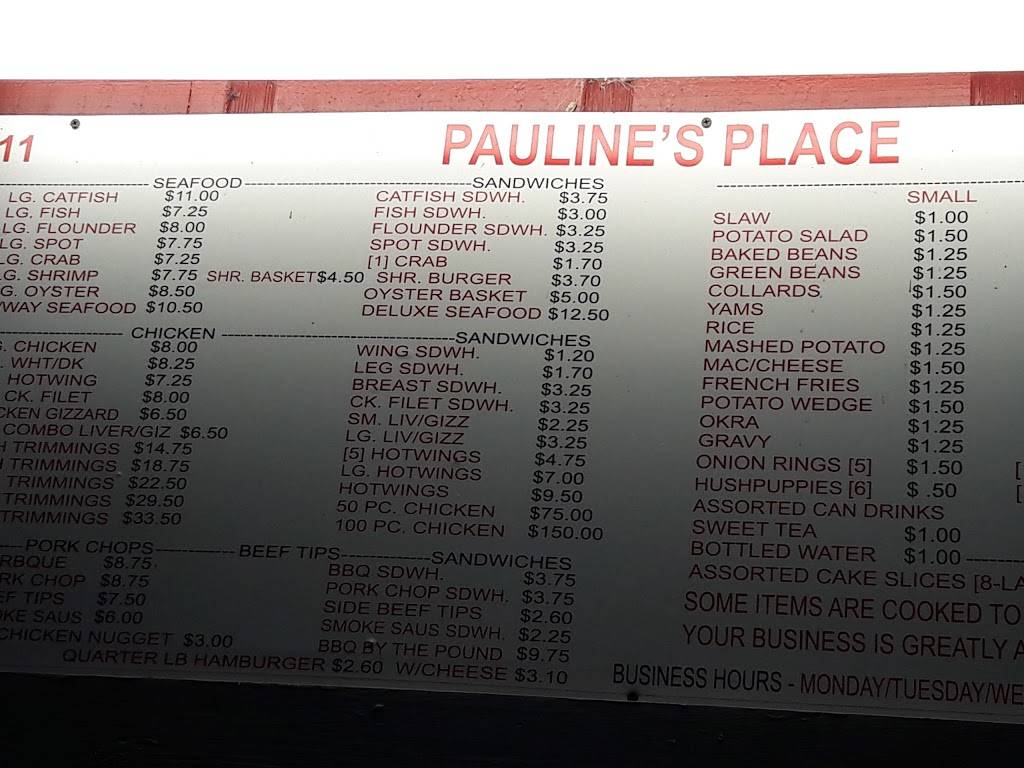 11 PAULINE'S PLACE
SEAFOOD
LG. CATFISH $11.00
LG. FISH $7.25
LG. FLOUNDER $8.00
LG. SPOT $7.75
LG. CRAB $7.25
LG. SHRIMP $7.75 SHR. BASKET $4.50
G. OYSTER $8.50
WAY SEAFOOD $10.50
SANDWICHES
CATFISH SDWH. $3.75
FISH SDWH. $3.00
FLOUNDER SDWH. $3.25
SPOT SDWH. $3.25
[1] CRAB $1.70
SHR. BURGER $3.70
OYSTER BASKET $5.00
DELUXE SEAFOOD $12.50
CHICKEN
G. CHICKEN $8.00
. WHT/DK $8.25
HOTWING $7.25
CK. FILET $8.00
CKEN GIZZARD $6.50
COMBO LIVER/GIZ $6.50
H TRIMMINGS $14.75
H TRIMMINGS $18.75
TRIMMINGS $22.50
TRIMMINGS $29.50
TRIMMINGS $33.50
SANDWICHES
WING SDWH. $1.20
LEG SDWH. $1.70
BREAST SDWH. $3.25
CK. FILET SDWH. $3.25
SM. LIV/GIZZ $2.25
LG. LIV/GIZZ $3.25
[5] HOTWINGS $4.75
LG. HOTWINGS $7.00
HOTWINGS $9.50
50 PC. CHICKEN $75.00
100 PC. CHICKEN $150.00
PORK CHOPS BEEF TIPS
RBQUE $8.75
RK CHOP $8.75
EF TIPS $7.50
OKE SAUS $6.00
CHICKEN NUGGET $3.00
SANDWICHES
BBQ SDWH. $3.75
PORK CHOP SDWH. $3.75
SIDE BEEF TIPS $2.60
SMOKE SAUS SDWH. $2.25
BBQ BY THE POUND $9.75
QUARTER LB HAMBURGER $2.60 W/CHEESE $3.10
SMALL
SLAW $1.00
POTATO SALAD $1.50
BAKED BEANS $1.25
GREEN BEANS $1.25
COLLARDS $1.50
YAMS $1.25
RICE $1.25
MASHED POTATO $1.25
MAC/CHEESE $1.50
FRENCH FRIES $1.25
POTATO WEDGE $1.50
OKRA $1.25
GRAVY $1.25
ONION RINGS [5] $1.50 [
HUSHPUPPIES [6] $ .50 [
ASSORTED CAN DRINKS
SWEET TEA $1.00
BOTTLED WATER $1.00
ASSORTED CAKE SLICES [8-LA
SOME ITEMS ARE COOKED TO
YOUR BUSINESS IS GREATLY A
BUSINESS HOURS - MONDAY/TUESDAY/WE